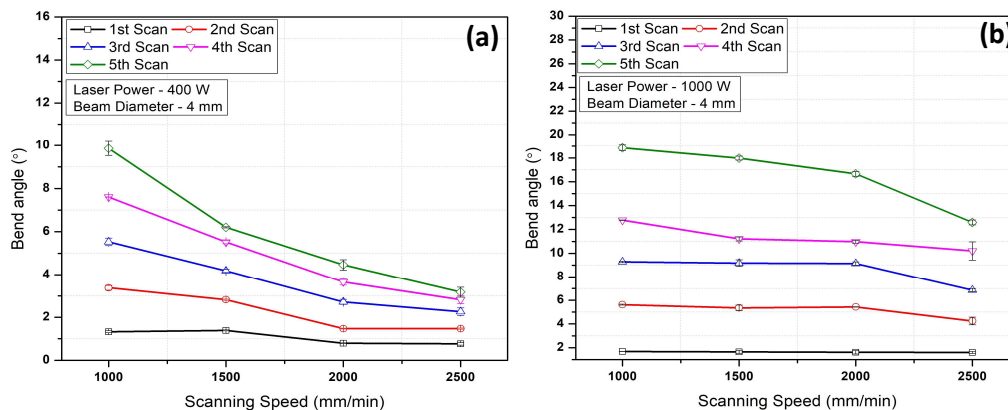 (a)
1st Scan 2nd Scan
3rd Scan 4th Scan
5th Scan
Laser Power - 400 W
Beam Diameter - 4 mm
Bend angle (°)
16
14
12
10
8
6
4
2
0
1000 1500 2000 2500
Scanning Speed (mm/min)
(b)
1st Scan 2nd Scan
3rd Scan 4th Scan
5th Scan
Laser Power - 1000 W
Beam Diameter - 4 mm
Bend angle (°)
30
28
26
24
22
20
18
16
14
12
10
8
6
4
2
1000 1500 2000 2500
Scanning Speed (mm/min)